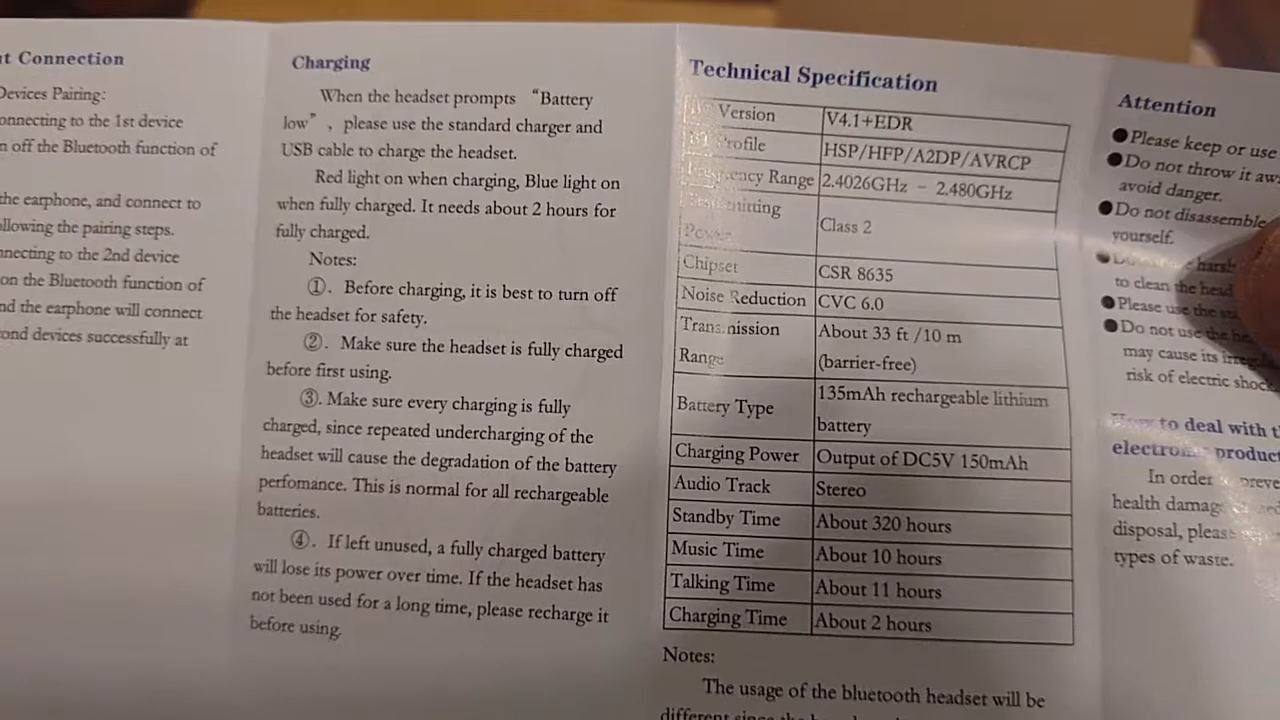 t Connection
Devices Pairing:
onnecting to the 1st device
n off the Bluetooth function of
the earphone, and connect to
ollowing the pairing steps.
nnecting to the 2nd device
on the Bluetooth function of
nd the earphone will connect
ond devices successfully at
Charging
When the headset prompts “Battery
low” , please use the standard charger and
USB cable to charge the headset.
Red light on when charging, Blue light on
when fully charged. It needs about 2 hours for
fully charged.
Notes:
①. Before charging, it is best to turn off
the headset for safety.
②. Make sure the headset is fully charged
before first using.
③. Make sure every charging is fully
charged, since repeated undercharging of the
headset will cause the degradation of the battery
perfomance. This is normal for all rechargeable
batteries.
④. If left unused, a fully charged battery
will lose its power over time. If the headset has
not been used for a long time, please recharge it
before using.
Technical Specification
Version V4.1+EDR
Profile HSP/HFP/A2DP/AVRCP
Frequency Range 2.4026GHz – 2.480GHz
Transmitting
Power
Class 2
Chipset CSR 8635
Noise Reduction CVC 6.0
Transmission
Range
About 33 ft /10 m
(barrier-free)
Battery Type
135mAh rechargeable lithium
battery
Charging Power Output of DC5V 150mAh
Audio Track Stereo
Standby Time About 320 hours
Music Time About 10 hours
Talking Time About 11 hours
Charging Time About 2 hours
Notes:
The usage of the bluetooth headset will be
different since the
Attention
●Please keep or use
●Do not throw it aw
avoid danger.
●Do not disassemble
yourself.
● harsh
to clean the head
●Please use the
●Do not use the he
may cause its irreg
risk of electric shoc
How to deal with t
electronic product
In order to preve
health damag
disposal, please
types of waste.